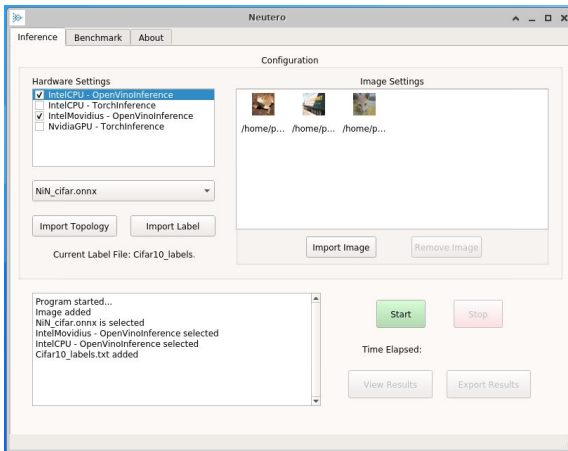 Neutero
Inference
Benchmark
About
Configuration
Hardware Settings
IntelCPU - OpenVinoInference
IntelCPU - TorchInference
IntelMovidius - OpenVinoInference
NvidiaGPU - TorchInference
Image Settings
/home/p... /home/p... /home/p...
NiN_cifar.onnx
Import Topology
Import Label
Current Label File: Cifar10_labels.
Import Image
Remove Image
Program started...
Image added
NiN_cifar.onnx is selected
IntelMovidius - OpenVinoInference selected
IntelCPU - OpenVinoInference selected
Cifar10_labels.txt added
Start
Stop
Time Elapsed:
View Results
Export Results